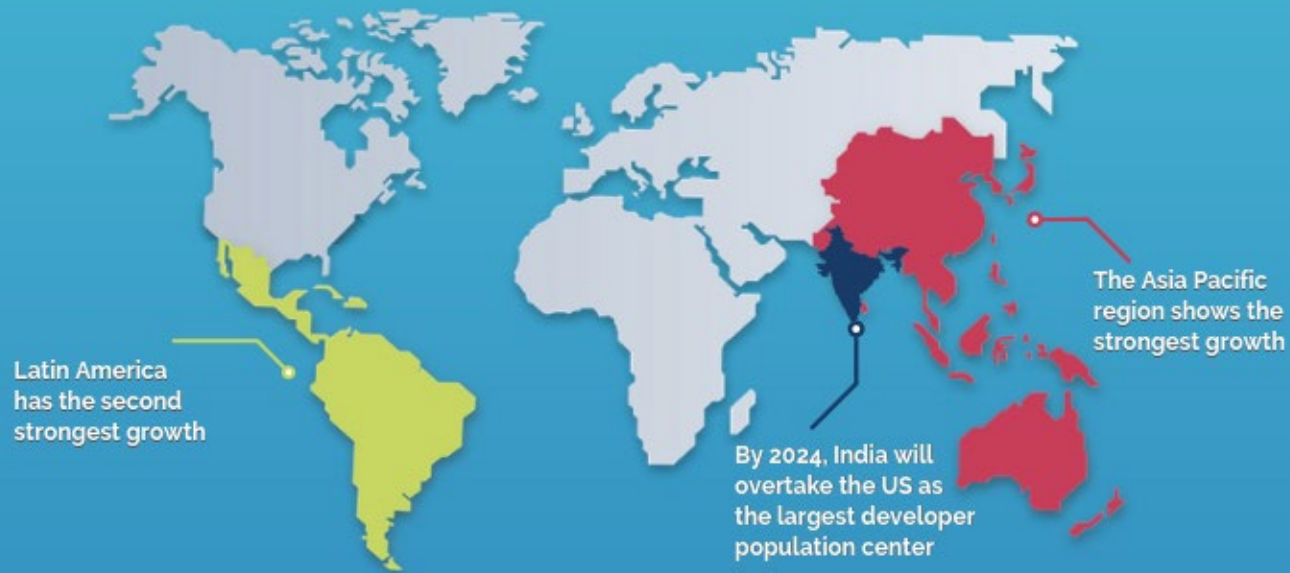 Latin America
has the second
strongest growth
By 2024, India will
overtake the US as
the largest developer
population center
The Asia Pacific
region shows the
strongest growth